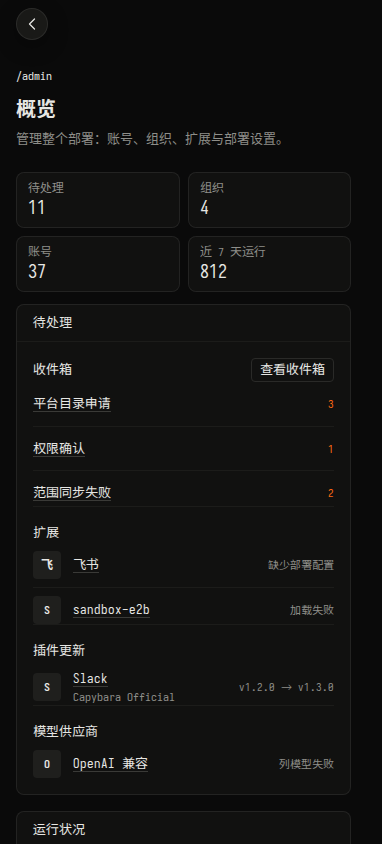 /admin
概览
管理整个部署：账号、组织、扩展与部署设置。
待处理
11
组织
4
账号
37
近 7 天运行
812
待处理
收件箱
查看收件箱
平台目录申请
3
权限确认
1
范围同步失败
2
扩展
飞
飞书
缺少部署配置
S
sandbox-e2b
加载失败
插件更新
S
Slack
Capybara Official
v1.2.0 → v1.3.0
模型供应商
O
OpenAI 兼容
列模型失败
运行状况